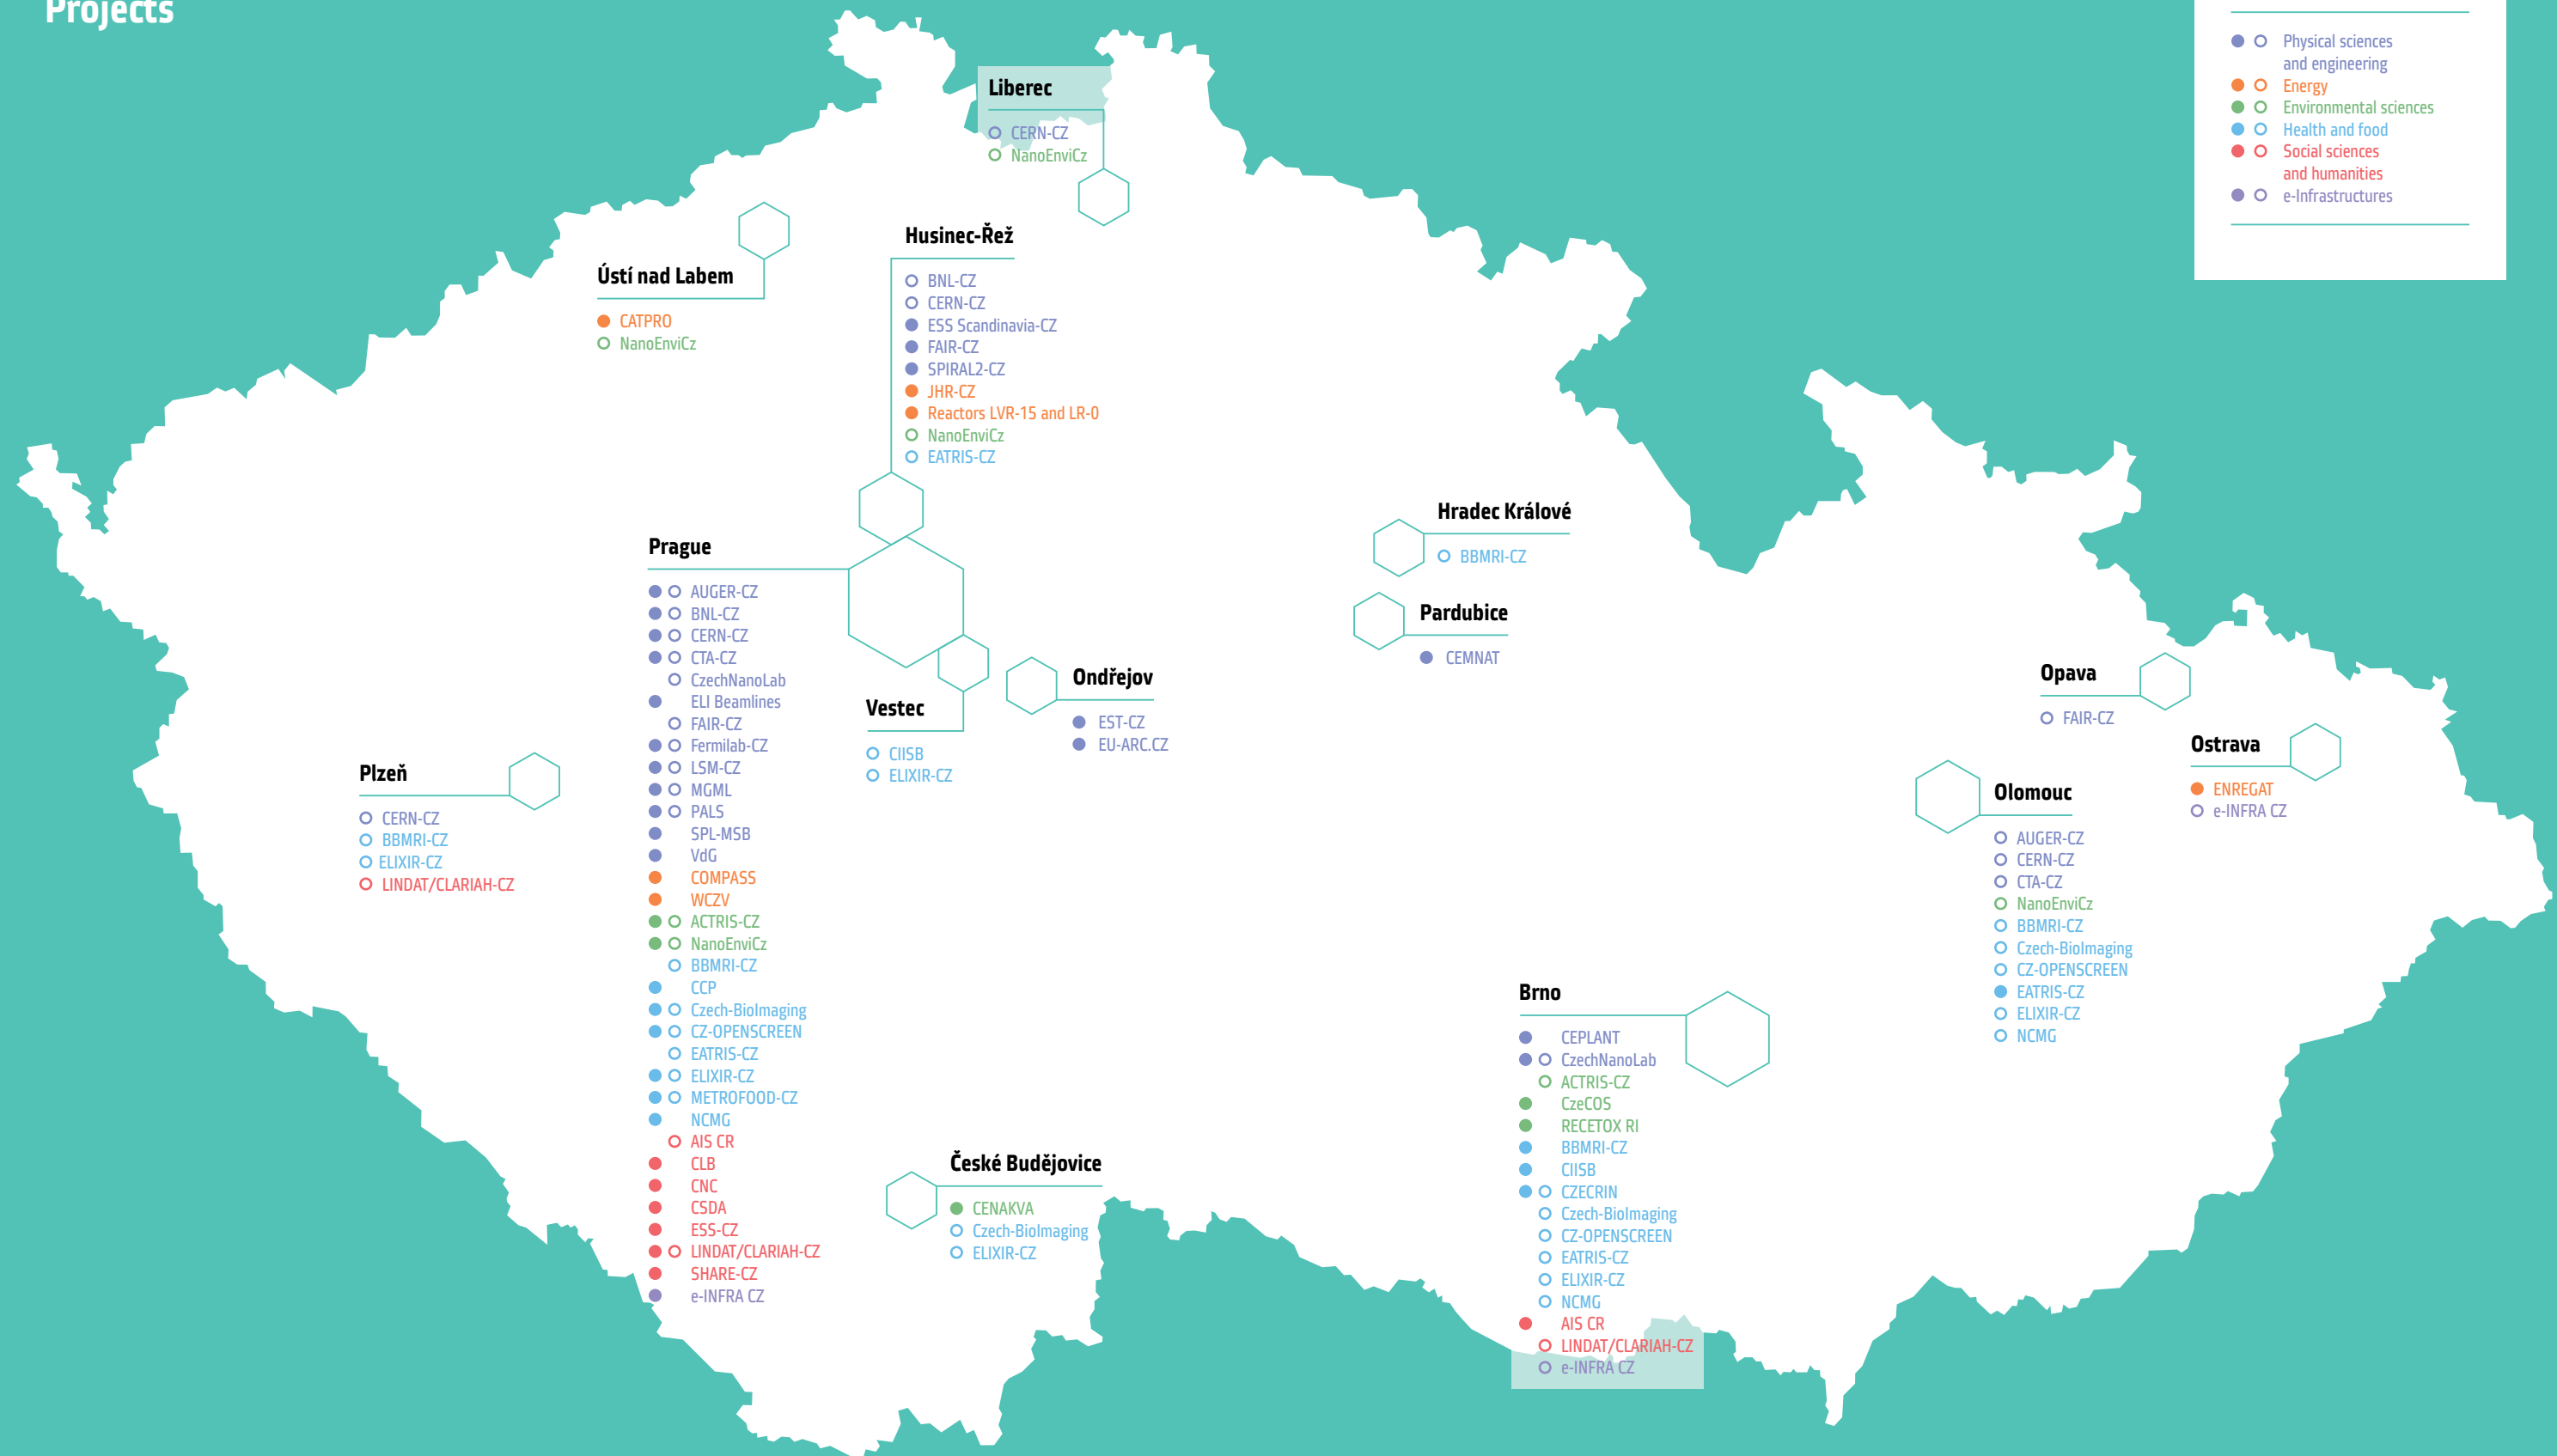 Projects
Physical sciences
and engineering
Energy
Environmental sciences
Health and food
Social sciences
and humanities
e-Infrastructures
Liberec
CERN-CZ
NanoEnviCz
Husinec-Řež
BNL-CZ
CERN-CZ
ESS Scandinavia-CZ
FAIR-CZ
SPIRAL2-CZ
JHR-CZ
Reactors LVR-15 and LR-0
NanoEnviCz
EATRIS-CZ
Ústí nad Labem
CATPRO
NanoEnviCz
Prague
AUGER-CZ
BNL-CZ
CERN-CZ
CTA-CZ
CzechNanoLab
ELI Beamlines
FAIR-CZ
Fermilab-CZ
LSM-CZ
MGML
PALS
SPL-MSB
VdG
COMPASS
WCZV
ACTRIS-CZ
NanoEnviCz
BBMRI-CZ
CCP
Czech-BioImaging
CZ-OPENSCREEN
EATRIS-CZ
ELIXIR-CZ
METROFOOD-CZ
NCMG
AIS CR
CLB
CNC
CSDA
ESS-CZ
LINDAT/CLARIAH-CZ
SHARE-CZ
e-INFRA CZ
Hradec Králové
BBMRI-CZ
Pardubice
CEMNAT
Ondřejov
EST-CZ
EU-ARC.CZ
Vestec
CIISB
ELIXIR-CZ
Plzeň
CERN-CZ
BBMRI-CZ
ELIXIR-CZ
LINDAT/CLARIAH-CZ
Opava
FAIR-CZ
Ostrava
ENREGAT
e-INFRA CZ
Olomouc
AUGER-CZ
CERN-CZ
CTA-CZ
NanoEnviCz
BBMRI-CZ
Czech-BioImaging
CZ-OPENSCREEN
EATRIS-CZ
ELIXIR-CZ
NCMG
Brno
CEPLANT
CzechNanoLab
ACTRIS-CZ
CzeCOS
RECETOX RI
BBMRI-CZ
CIISB
CZECRIN
Czech-BioImaging
CZ-OPENSCREEN
EATRIS-CZ
ELIXIR-CZ
NCMG
AIS CR
LINDAT/CLARIAH-CZ
e-INFRA CZ
České Budějovice
CENAKVA
Czech-BioImaging
ELIXIR-CZ